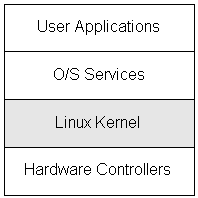 User Applications
O/S Services
Linux Kernel
Hardware Controllers